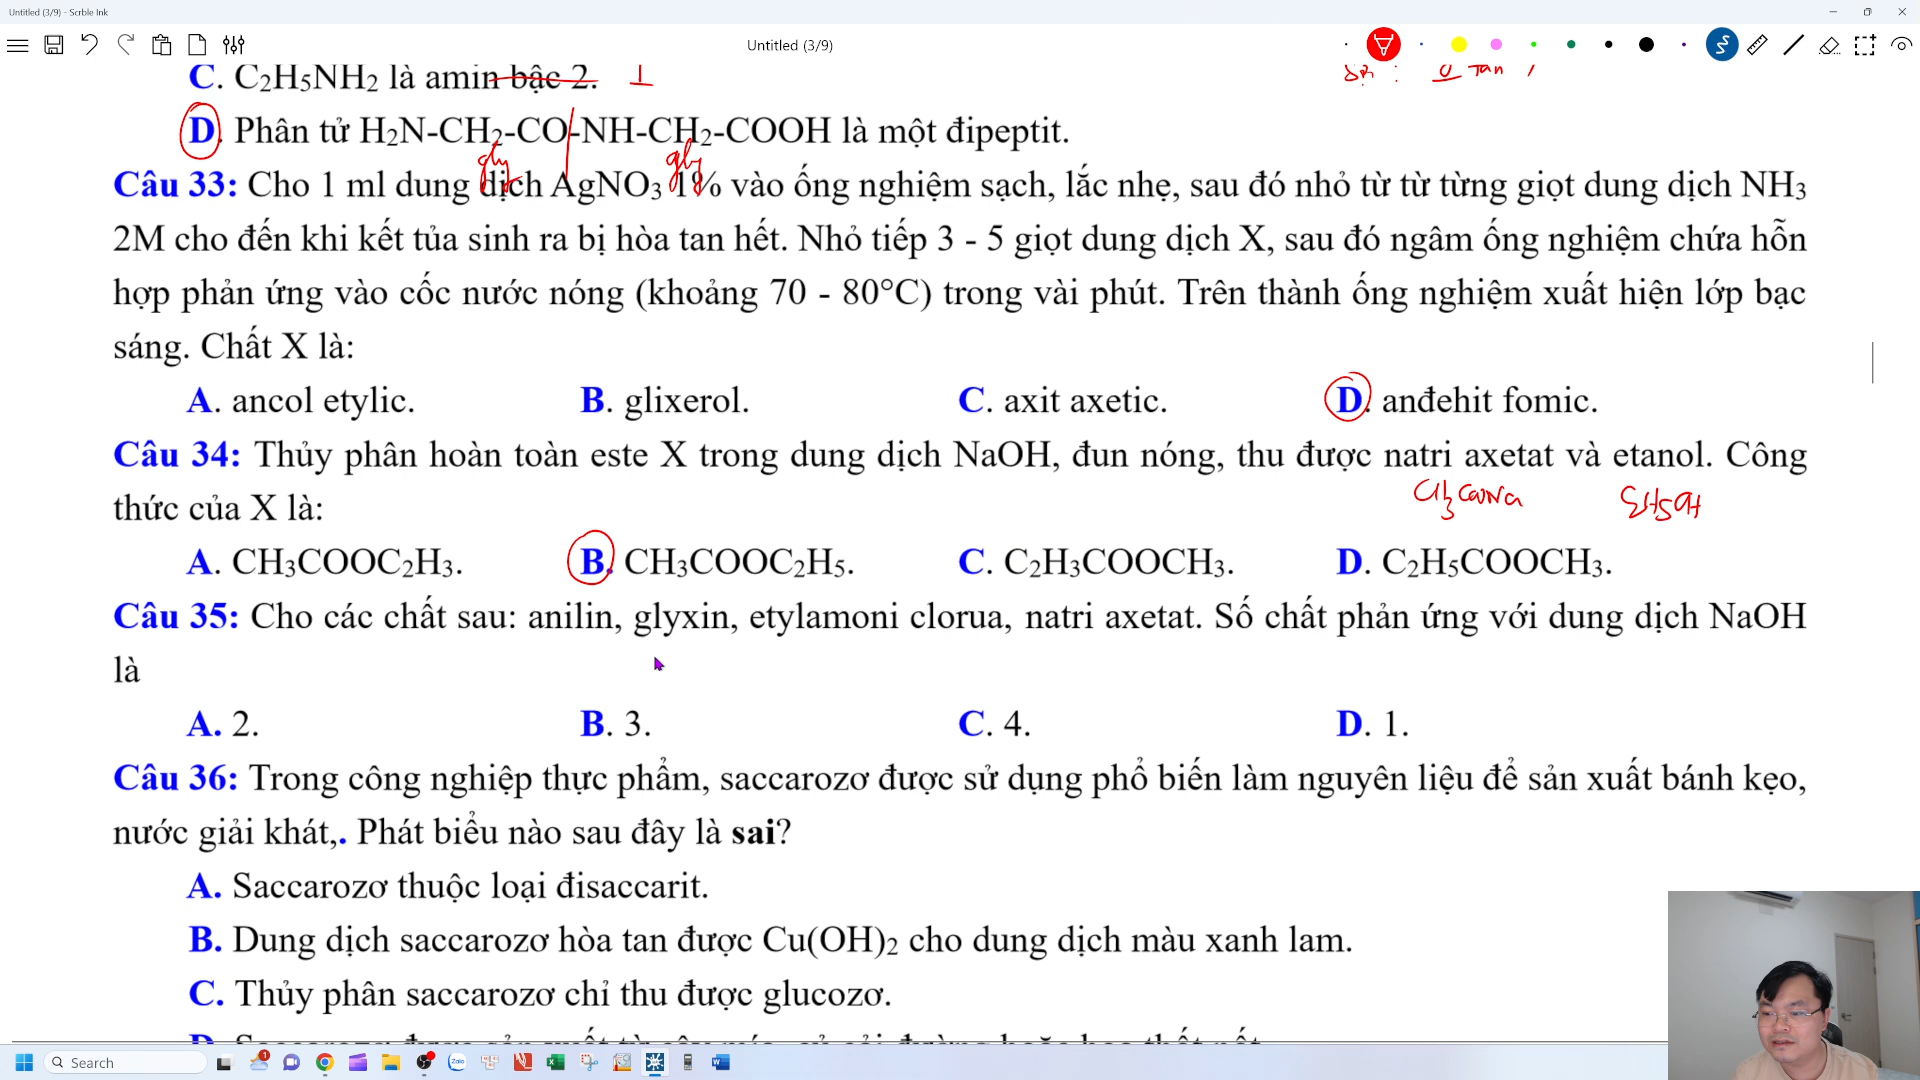 Untitled (3/9) - Scrble Ink
Untitled (3/9)
C. C2H5NH2 là amin bậc 2. 1
D. Phân tử H2N-CH2-CO-NH-CH2-COOH là một đipeptit.
gly gly
Câu 33: Cho 1 ml dung dịch AgNO3 1% vào ống nghiệm sạch, lắc nhẹ, sau đó nhỏ từ từ từng giọt dung dịch NH3
2M cho đến khi kết tủa sinh ra bị hòa tan hết. Nhỏ tiếp 3 - 5 giọt dung dịch X, sau đó ngâm ống nghiệm chứa hỗn
hợp phản ứng vào cốc nước nóng (khoảng 70 - 80°C) trong vài phút. Trên thành ống nghiệm xuất hiện lớp bạc
sáng. Chất X là:
A. ancol etylic. B. glixerol. C. axit axetic. D. anđehit fomic.
Câu 34: Thủy phân hoàn toàn este X trong dung dịch NaOH, đun nóng, thu được natri axetat và etanol. Công
CH3COONa C2H5OH
thức của X là:
A. CH3COOC2H3. B. CH3COOC2H5. C. C2H3COOCH3. D. C2H5COOCH3.
Câu 35: Cho các chất sau: anilin, glyxin, etylamoni clorua, natri axetat. Số chất phản ứng với dung dịch NaOH
là
A. 2. B. 3. C. 4. D. 1.
Câu 36: Trong công nghiệp thực phẩm, saccarozơ được sử dụng phổ biến làm nguyên liệu để sản xuất bánh kẹo,
nước giải khát,. Phát biểu nào sau đây là sai?
A. Saccarozơ thuộc loại đisaccarit.
B. Dung dịch saccarozơ hòa tan được Cu(OH)2 cho dung dịch màu xanh lam.
C. Thủy phân saccarozơ chỉ thu được glucozơ.
Search